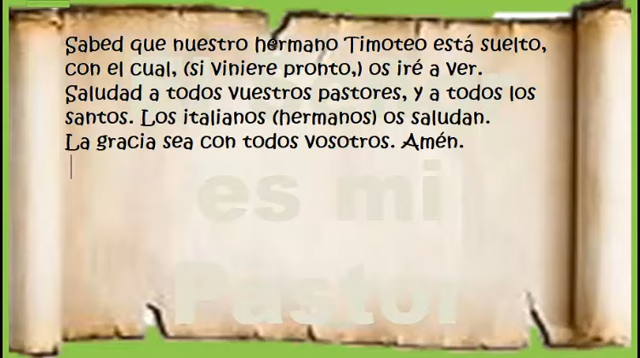 Sabed que nuestro hermano Timoteo está suelto,
con el cual, (si viniere pronto,) os iré a ver.
Saludad a todos vuestros pastores, y a todos los
santos. Los italianos (hermanos) os saludan.
La gracia sea con todos vosotros. Amén.
es mi
Pastor